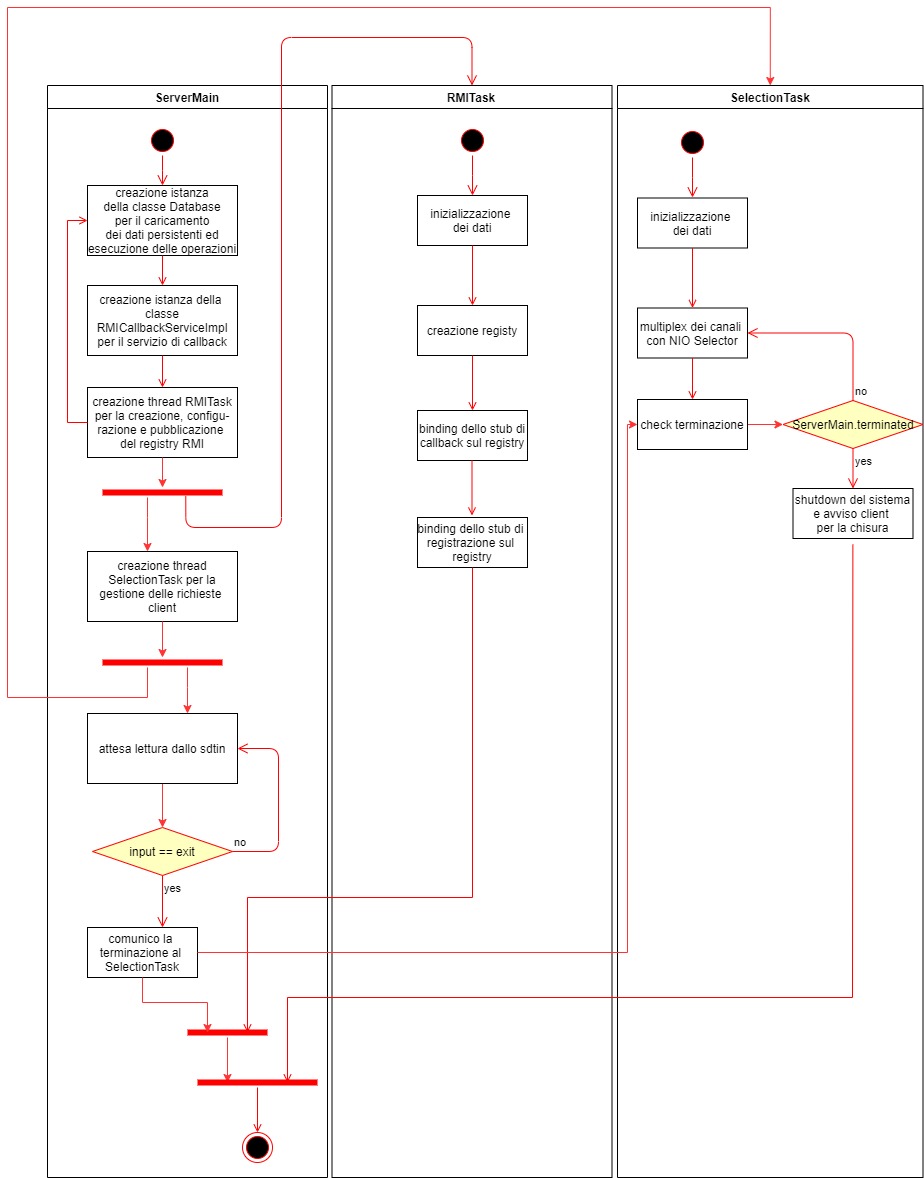 ServerMain
creazione istanza
della classe Database
per il caricamento
dei dati persistenti ed
esecuzione delle operazioni
creazione istanza della
classe
RMICallbackServiceImpl
per il servizio di callback
creazione thread RMITask
per la creazione, configu-
razione e pubblicazione
del registry RMI
creazione thread
SelectionTask per la
gestione delle richieste
client
attesa lettura dallo sdtin
input == exit
no
yes
comunico la
terminazione al
SelectionTask
RMITask
inizializzazione
dei dati
creazione registy
binding dello stub di
callback sul registry
binding dello stub di
registrazione sul
registry
SelectionTask
inizializzazione
dei dati
multiplex dei canali
con NIO Selector
check terminazione
no
ServerMain.terminated
yes
shutdown del sistema
e avviso client
per la chisura